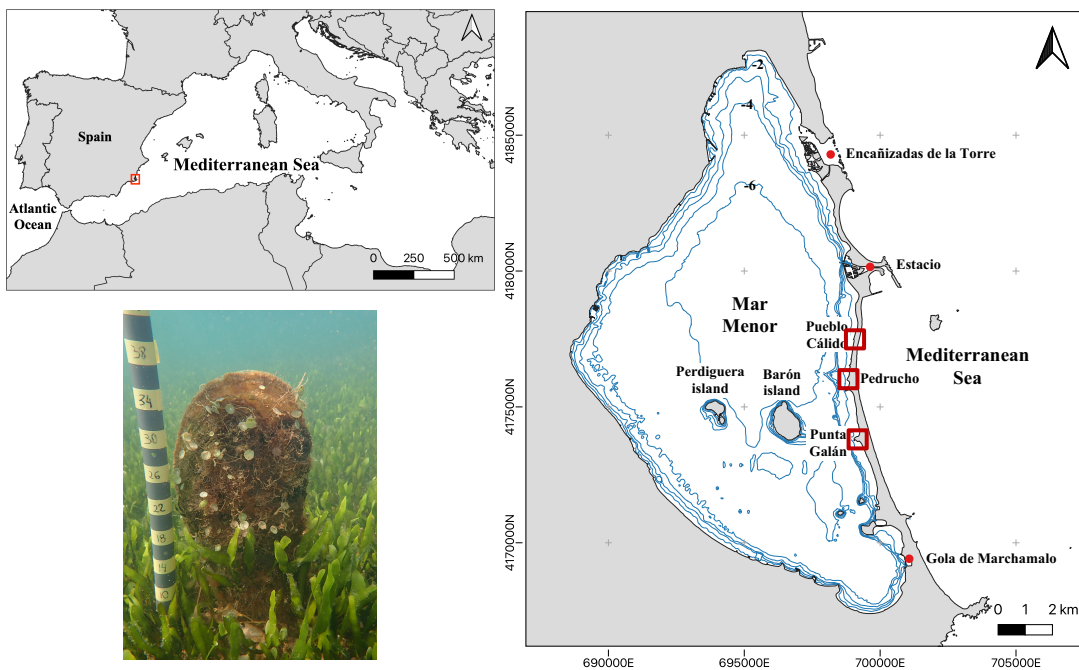 Spain
Mediterranean Sea
Atlantic
Ocean
0 250 500 km
38
34
30
26
22
18
14
10
-2
-4
-6
Encañizadas de la Torre
Estacio
Mar
Menor
Pueblo
Cálido
Mediterranean
Sea
Pedrucho
Perdiguera
island
Barón
island
Punta
Galán
Gola de Marchamalo
0 1 2 km
4185000N
4180000N
4175000N
4170000N
690000E 695000E 700000E 705000E